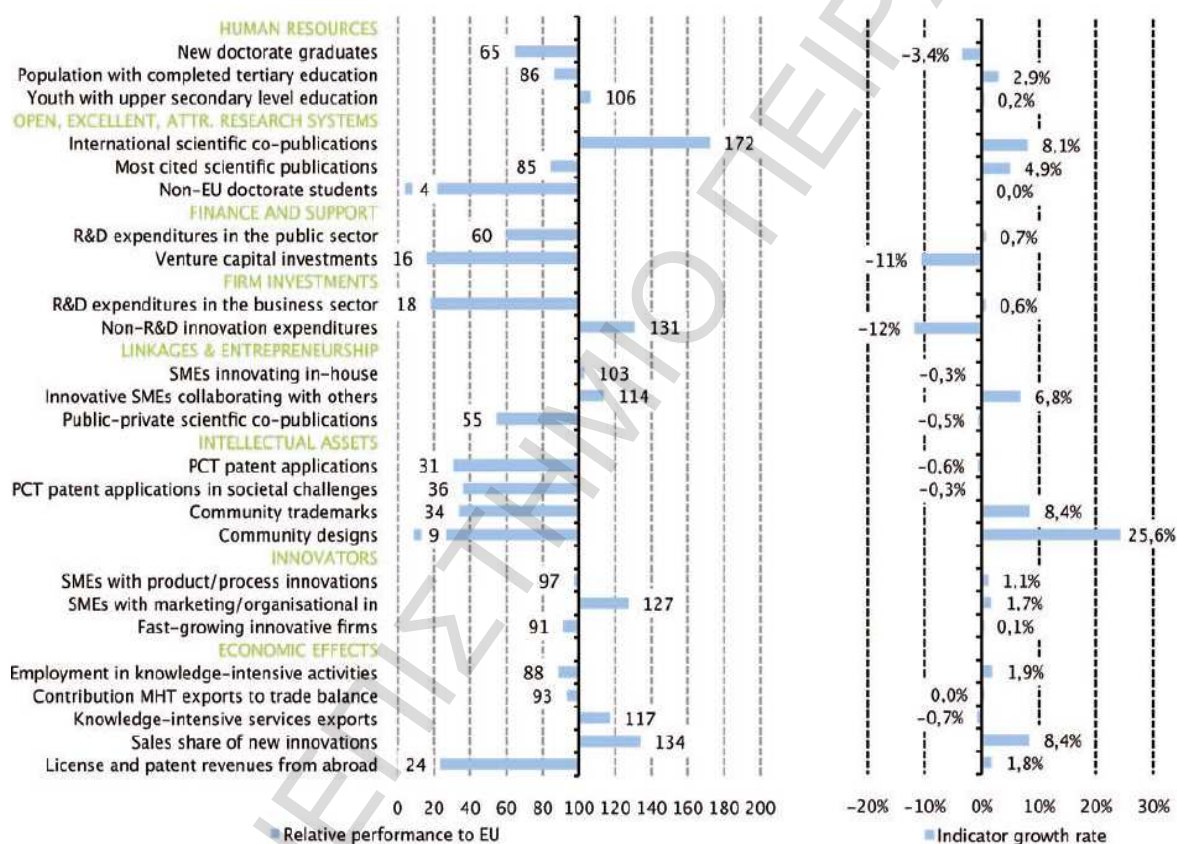 HUMAN RESOURCES
New doctorate graduates 65 -3,4%
Population with completed tertiary education 86 2,9%
Youth with upper secondary level education 106 0,2%
OPEN, EXCELLENT, ATTR. RESEARCH SYSTEMS
International scientific co-publications 172 8,1%
Most cited scientific publications 85 4,9%
Non-EU doctorate students 4 0,0%
FINANCE AND SUPPORT
R&D expenditures in the public sector 60 0,7%
Venture capital investments 16 -11%
FIRM INVESTMENTS
R&D expenditures in the business sector 18 0,6%
Non-R&D innovation expenditures 131 -12%
LINKAGES & ENTREPRENEURSHIP
SMEs innovating in-house 103 -0,3%
Innovative SMEs collaborating with others 114 6,8%
Public-private scientfic co-publications 55 -0,5%
INTELLECTUAL ASSETS
PCT patent applications 31 -0,6%
PCT patent applications in societal challenges 36 -0,3%
Community trademarks 34 8,4%
Community designs 9 25,6%
INNOVATORS
SMEs with product/process innovations 97 1,1%
SMEs with marketing/organisational in 127 1,7%
Fast-growing innovative firms 91 0,1%
ECONOMIC EFFECTS
Employment in knowledge-intensive activities 88 1,9%
Contribution MHT exports to trade balance 93 0,0%
Knowledge-intensive services exports 117 -0,7%
Sales share of new innovations 134 8,4%
License and patent revenues from abroad 24 1,8%
0 20 40 60 80 100 120 140 160 180 200 -20% -10% 0% 10% 20% 30%
Relative performance to EU Indicator growth rate